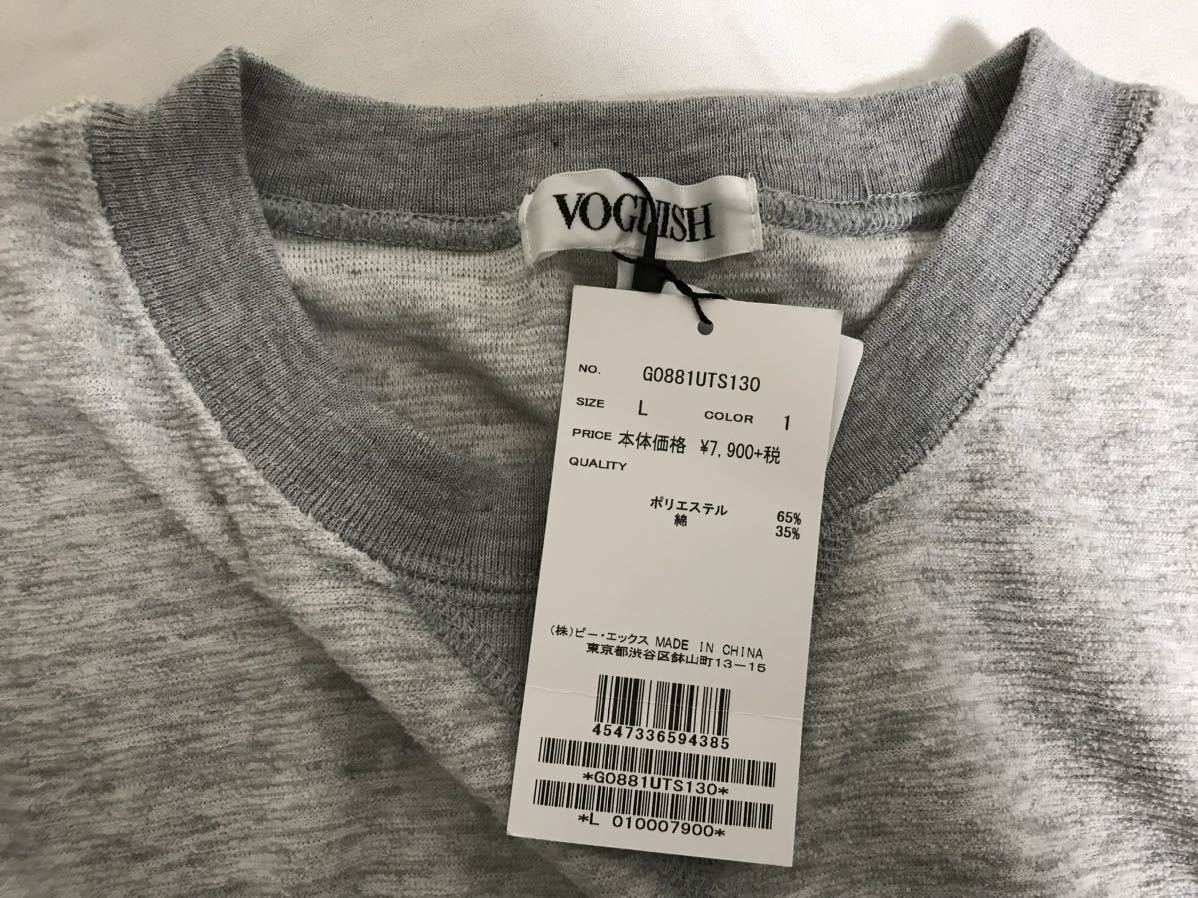 VOGUISH
NO. G0881UTS130
SIZE L COLOR 1
PRICE 本体価格 ¥7,900+税
QUALITY
ポリエステル 65%
綿 35%
(株)ピー・エックス MADE IN CHINA
東京都渋谷区鉢山町13-15
4547336594385
*G0881UTS130*
*L 010007900*